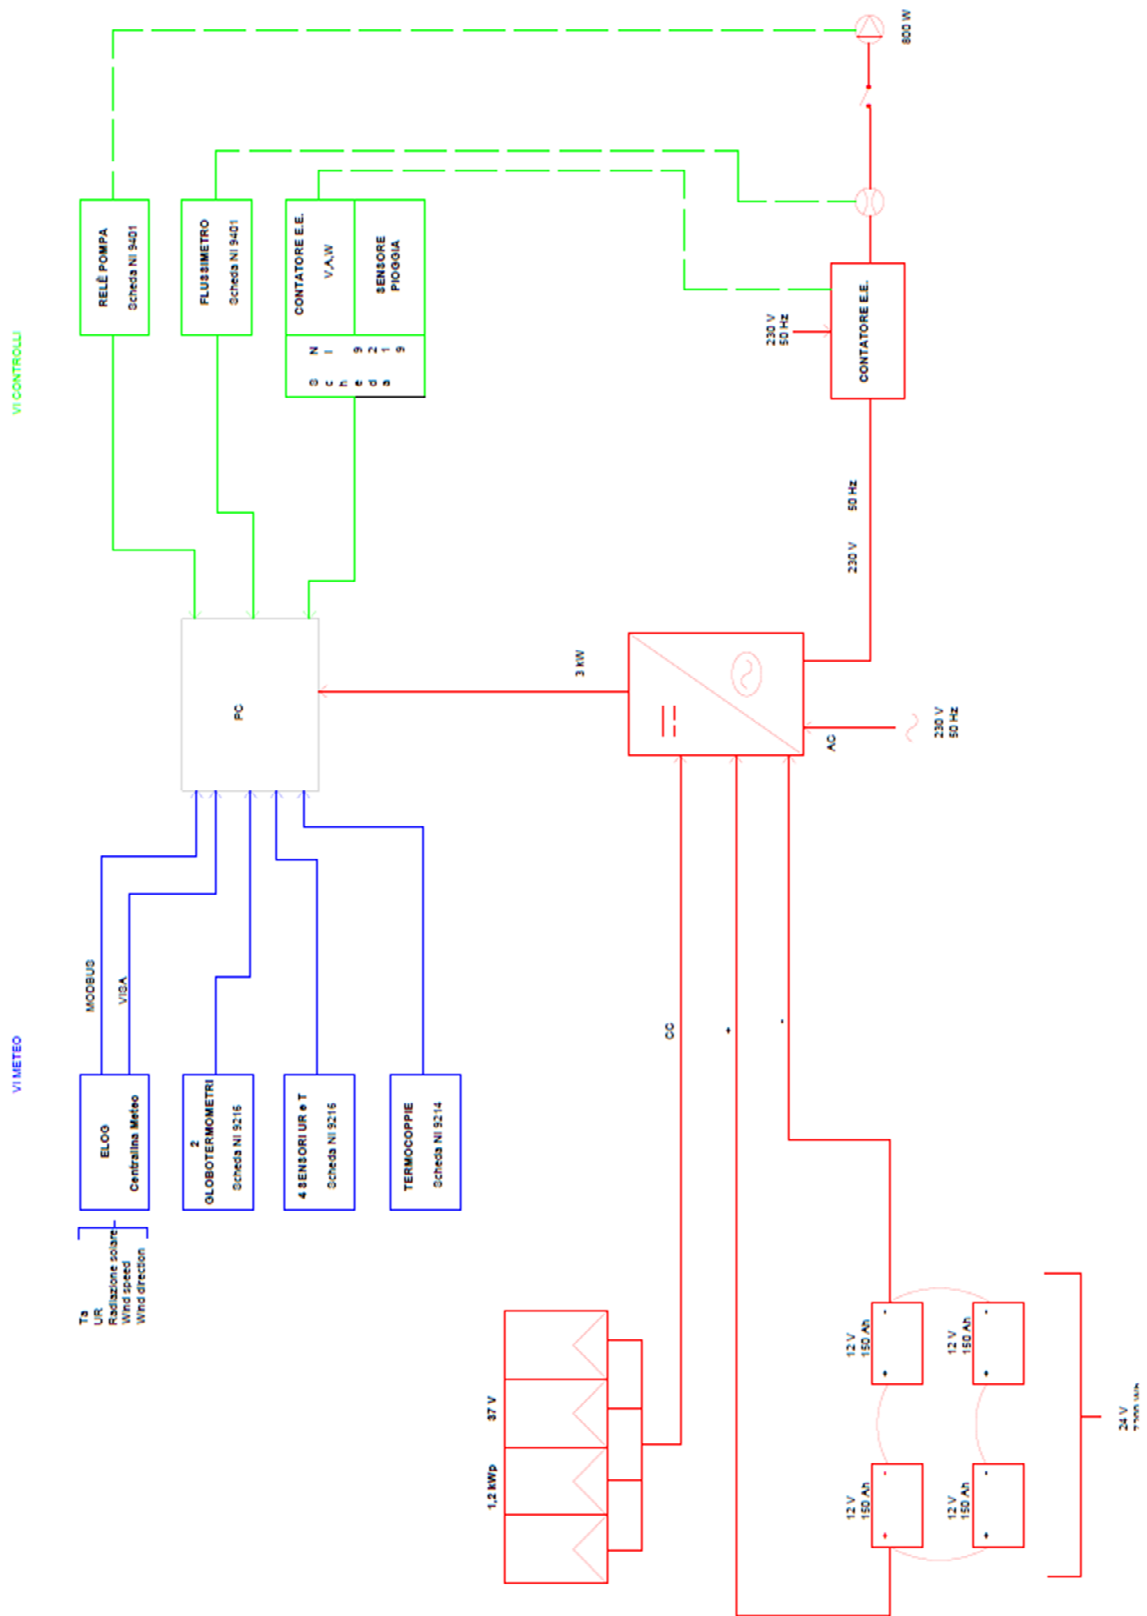 VI METEO
VI CONTROLLI
Ta
UR
Radiazione solare
Wind speed
Wind direction
ELOG
Centralina Meteo
MODBUS
VISA
2
GLOBOTERMOMETRI
Scheda NI 9216
4 SENSORI UR e T
Scheda NI 9216
TERMOCOPPIE
Scheda NI 9214
PC
RELÈ POMPA
Scheda NI 9401
FLUSSIMETRO
Scheda NI 9401
Scheda
NI
9219
CONTATORE E.E.
V,A,W
SENSORE
PIOGGIA
1,2 kWp
37 V
CC
+
-
3 kW
AC
230 V
50 Hz
230 V
50 Hz
230 V
50 Hz
CONTATORE E.E.
800 W
12 V
150 Ah
+
-
12 V
150 Ah
+
-
12 V
150 Ah
+
-
12 V
150 Ah
+
-
24 V